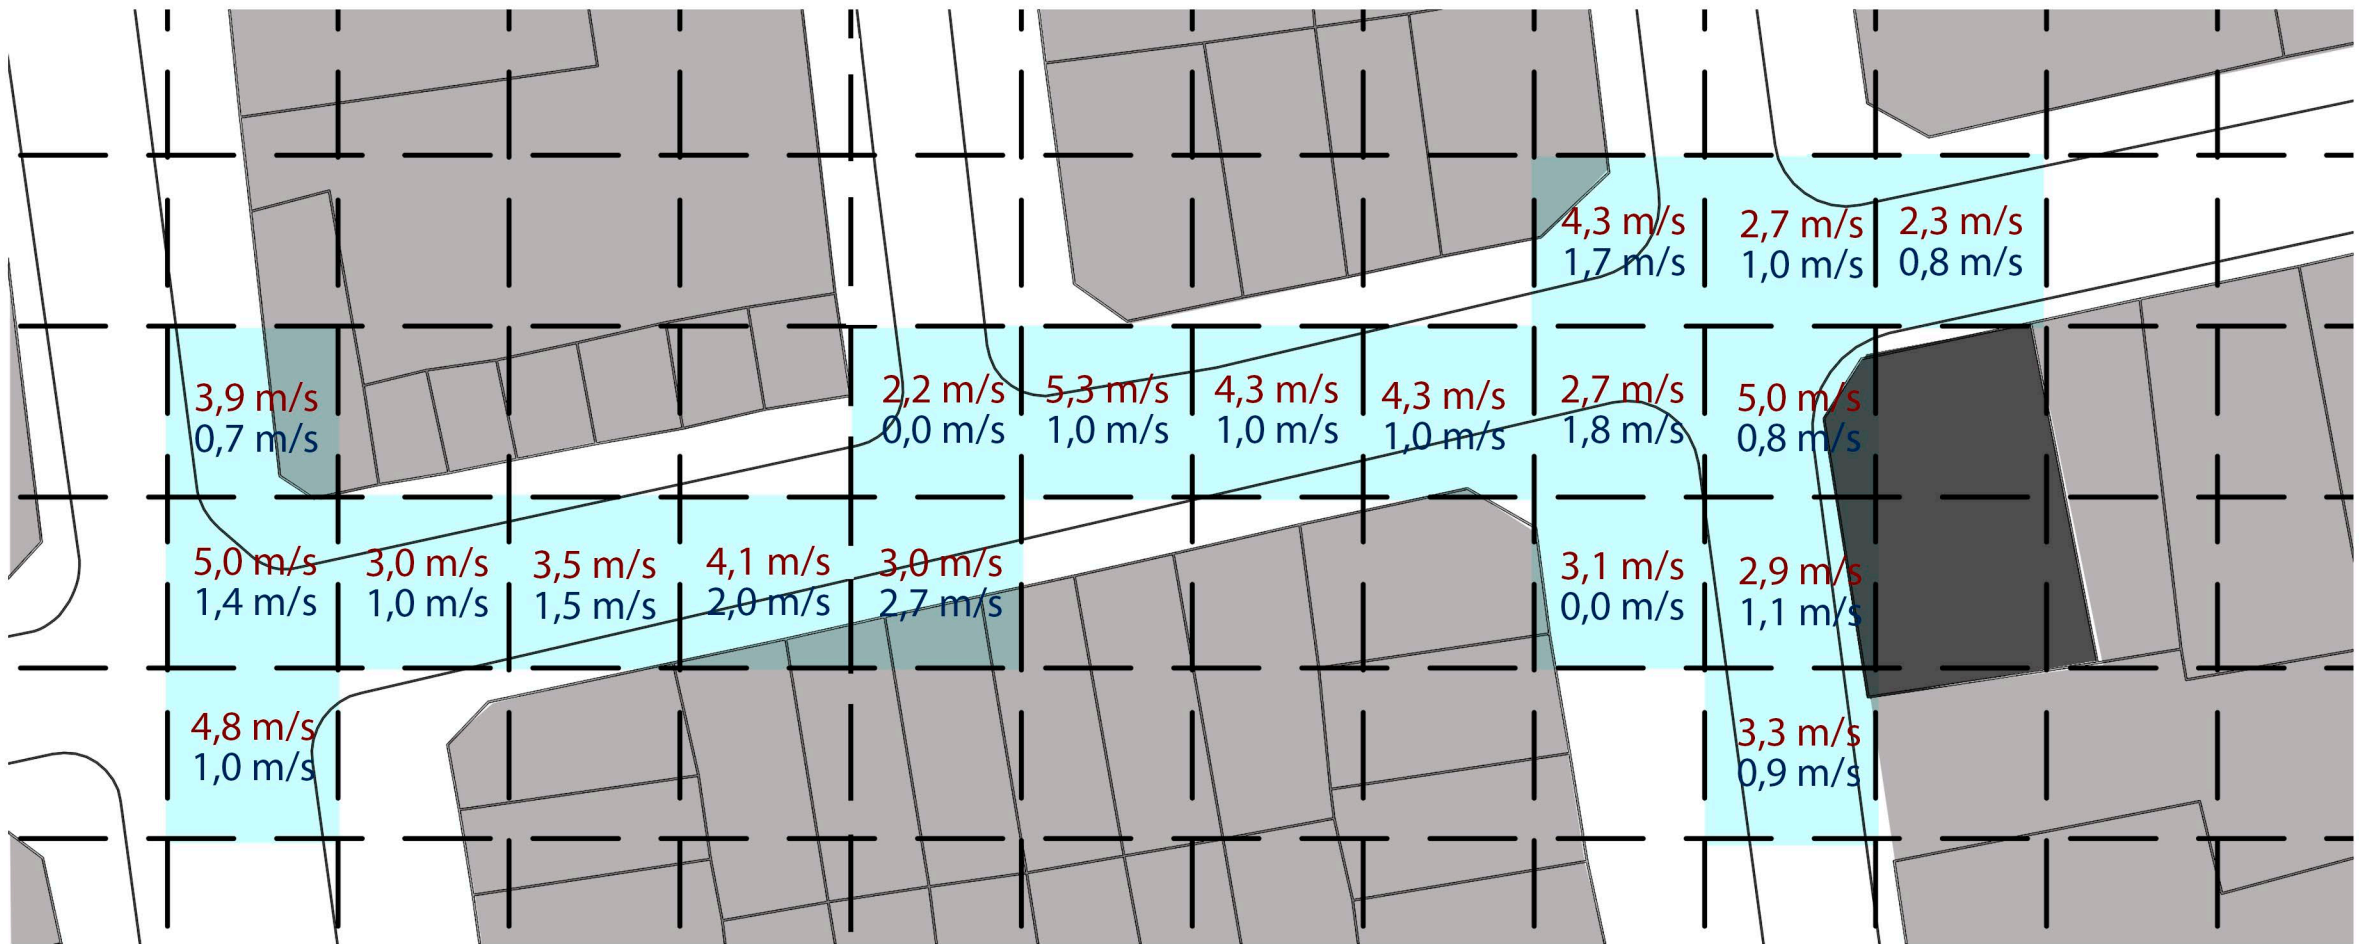 4,3 m/s
1,7 m/s
2,7 m/s
1,0 m/s
2,3 m/s
0,8 m/s
3,9 m/s
0,7 m/s
2,2 m/s
0,0 m/s
5,3 m/s
1,0 m/s
4,3 m/s
1,0 m/s
4,3 m/s
1,0 m/s
2,7 m/s
1,8 m/s
5,0 m/s
0,8 m/s
5,0 m/s
1,4 m/s
3,0 m/s
1,0 m/s
3,5 m/s
1,5 m/s
4,1 m/s
2,0 m/s
3,0 m/s
2,7 m/s
3,1 m/s
0,0 m/s
2,9 m/s
1,1 m/s
4,8 m/s
1,0 m/s
3,3 m/s
0,9 m/s